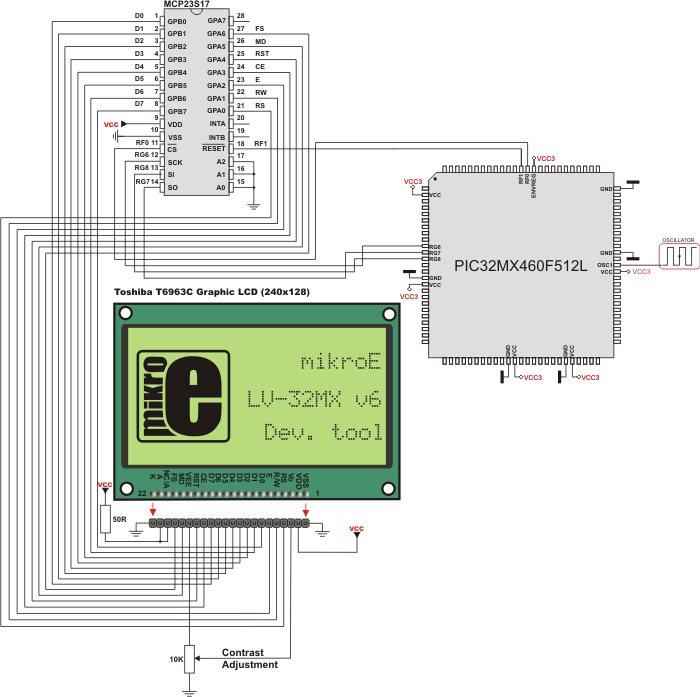 MCP23S17
D0 1 GPB0 GPA7 28
D1 2 GPB1 GPA6 27 FS
D2 3 GPB2 GPA5 26 MD
D3 4 GPB3 GPA4 25 RST
D4 5 GPB4 GPA3 24 CE
D5 6 GPB5 GPA2 23 E
D6 7 GPB6 GPA1 22 RW
D7 8 GPB7 GPA0 21 RS
vcc 9 VDD INTA 20
10 VSS INTB 19
RF0 11 CS RESET 18 RF1
RG6 12 SCK A2 17
RG8 13 SI A1 16
RG7 14 SO A0 15
VCC3
RF1
RF0
ENVREG
VCC3
VCC
GND
GND
OSCILLATOR
OSC1
VCC
VCC3
RG6
RG7
RG8
PIC32MX460F512L
GND
VCC
VCC3
GND
VCC
VCC3
GND
VCC
VCC3
Toshiba T6963C Graphic LCD (240x128)
mikro
e
mikroE
LV-32MX v6
Dev. tool
K A NC/A FS MD VEE RST CE D7 D6 D5 D4 D3 D2 D1 D0 E R/W RS Vo VDD VSS
22 1
vcc
50R
vcc
10K
Contrast
Adjustment